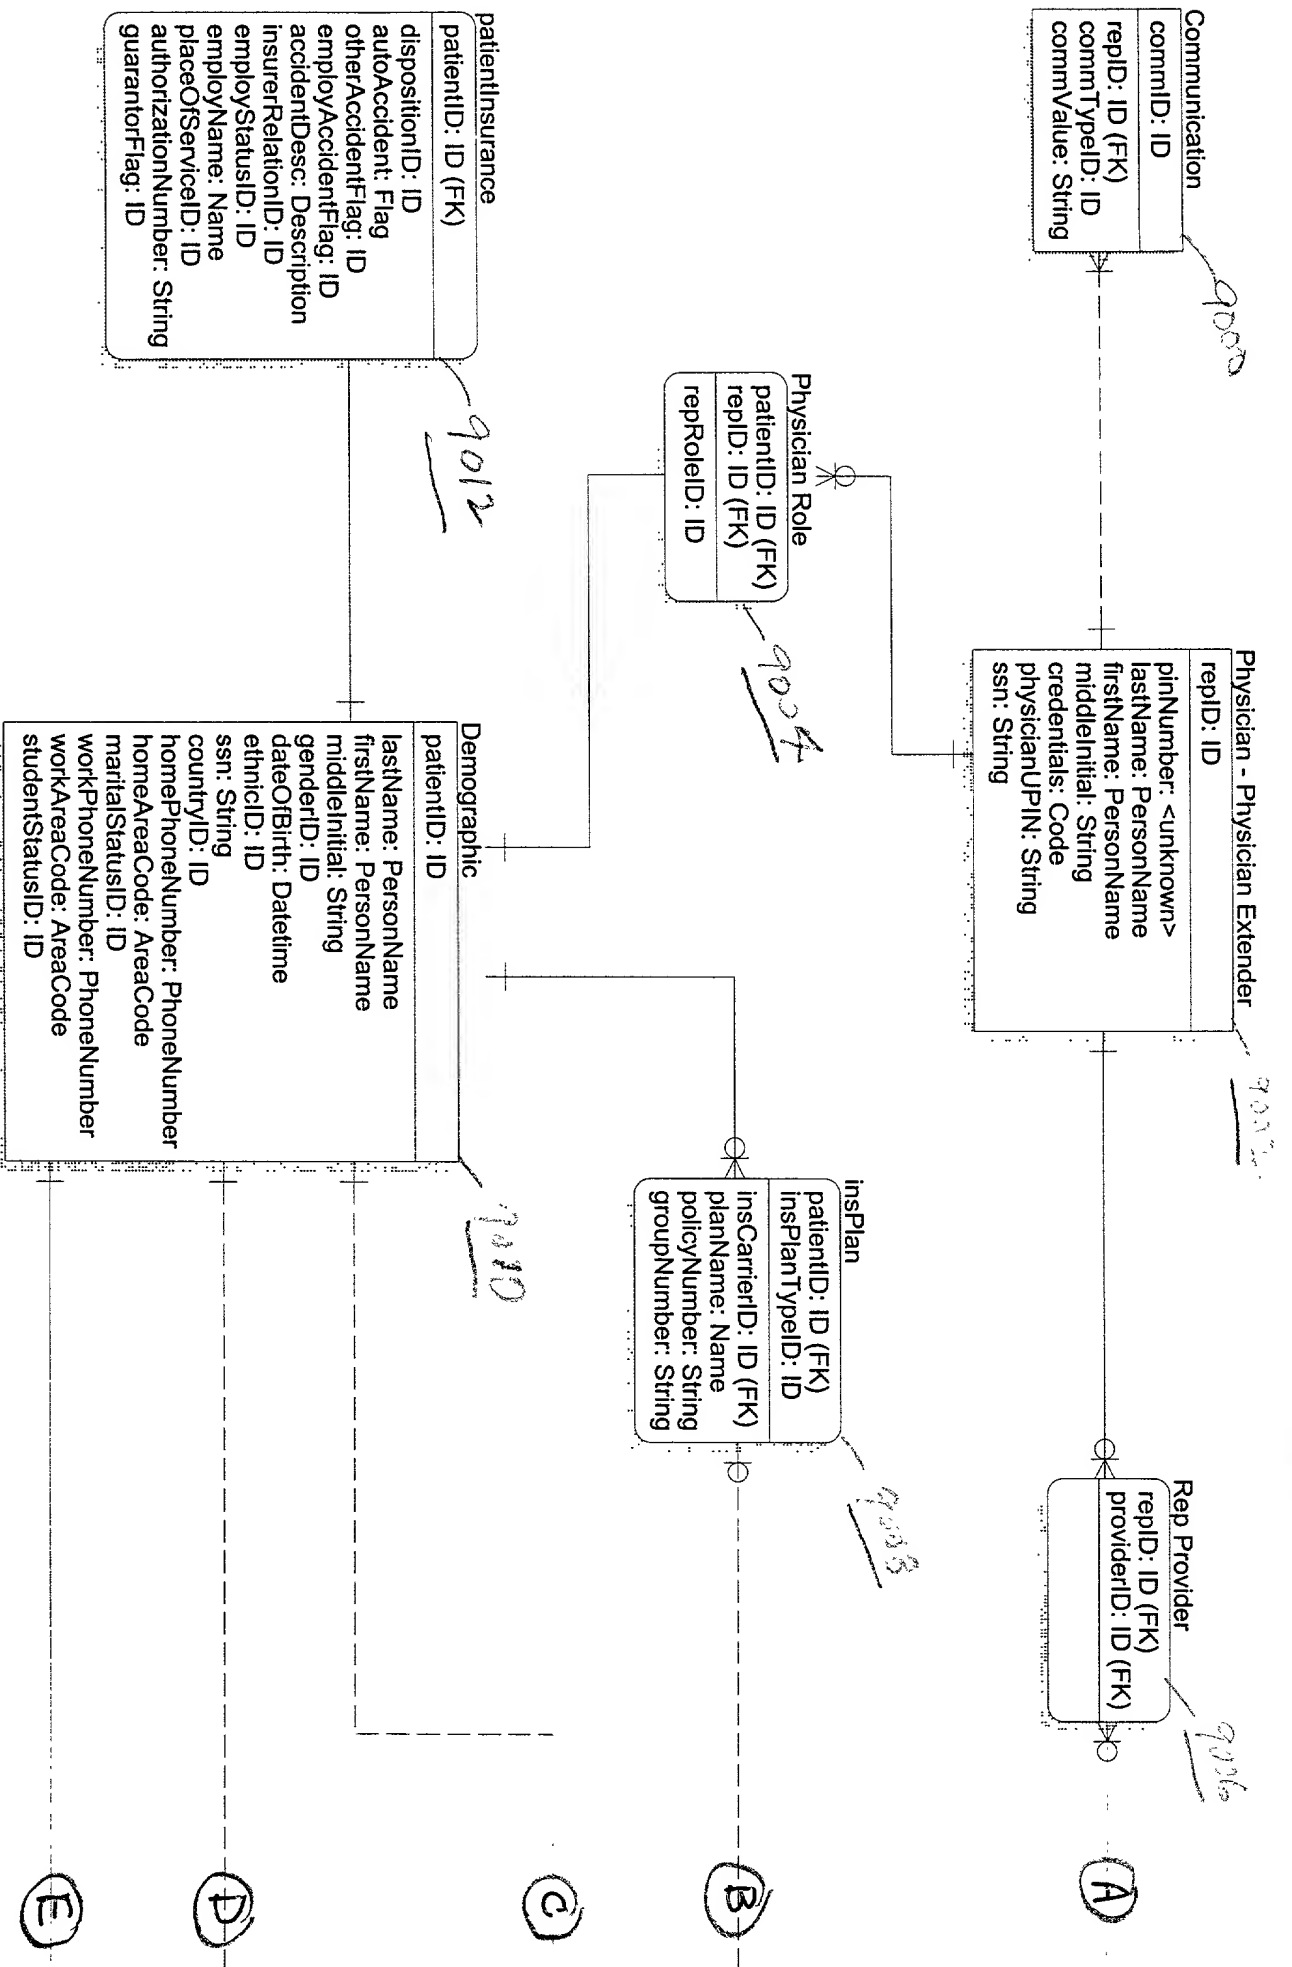 Communication
commID: ID
repID: ID (FK)
commTypeID: ID
commValue: String
9000
Physician - Physician Extender
repID: ID
pinNumber: <unknown>
lastName: PersonName
firstName: PersonName
middleInitial: String
credentials: Code
physicianUPIN: String
ssn: String
9002
Rep Provider
repID: ID (FK)
providerID: ID (FK)
9006
A
Physician Role
patientID: ID (FK)
repID: ID (FK)
repRoleID: ID
9004
insPlan
patientID: ID (FK)
insPlanTypeID: ID
insCarrierID: ID (FK)
planName: Name
policyNumber: String
groupNumber: String
9008
B
C
patientInsurance
patientID: ID (FK)
dispositionID: ID
autoAccident: Flag
otherAccidentFlag: ID
employAccidentFlag: ID
accidentDesc: Description
insurerRelationID: ID
employStatusID: ID
employName: Name
placeOfServiceID: ID
authorizationNumber: String
guarantorFlag: ID
9012
Demographic
patientID: ID
lastName: PersonName
firstName: PersonName
middleInitial: String
genderID: ID
dateOfBirth: Datetime
ethnicID: ID
ssn: String
countryID: ID
homePhoneNumber: PhoneNumber
homeAreaCode: AreaCode
maritalStatusID: ID
workPhoneNumber: PhoneNumber
workAreaCode: AreaCode
studentStatusID: ID
9010
D
E